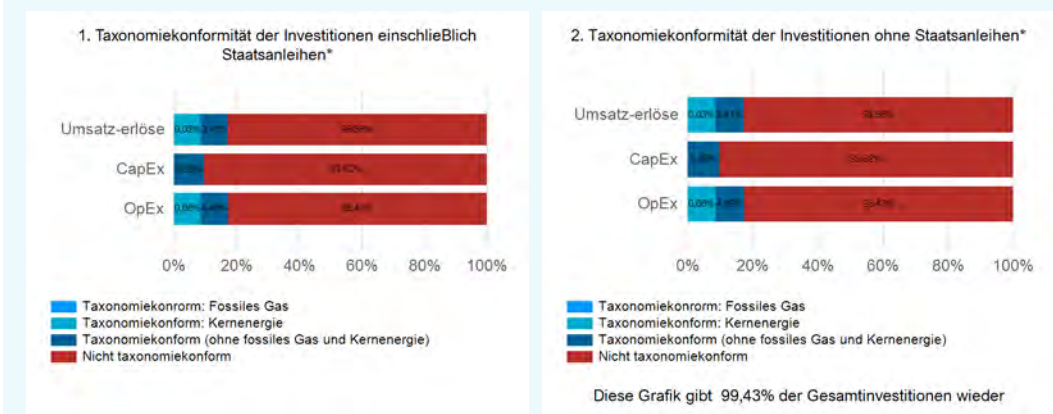 1. Taxonomiekonformität der Investitionen einschließlich
Staatsanleihen*
Umsatz-erlöse
CapEx
OpEx
0% 20% 40% 60% 80% 100%
Taxonomiekonrorm: Fossiles Gas
Taxonomiekonform: Kernenergie
Taxonomiekonform (ohne fossiles Gas und Kernenergie)
Nicht taxonomiekonform
2. Taxonomiekonformität der Investitionen ohne Staatsanleihen*
Umsatz-erlöse
CapEx
OpEx
0% 20% 40% 60% 80% 100%
Taxonomiekonrorm: Fossiles Gas
Taxonomiekonform: Kernenergie
Taxonomiekonform (ohne fossiles Gas und Kernenergie)
Nicht taxonomiekonform
Diese Grafik gibt 99,43% der Gesamtinvestitionen wieder